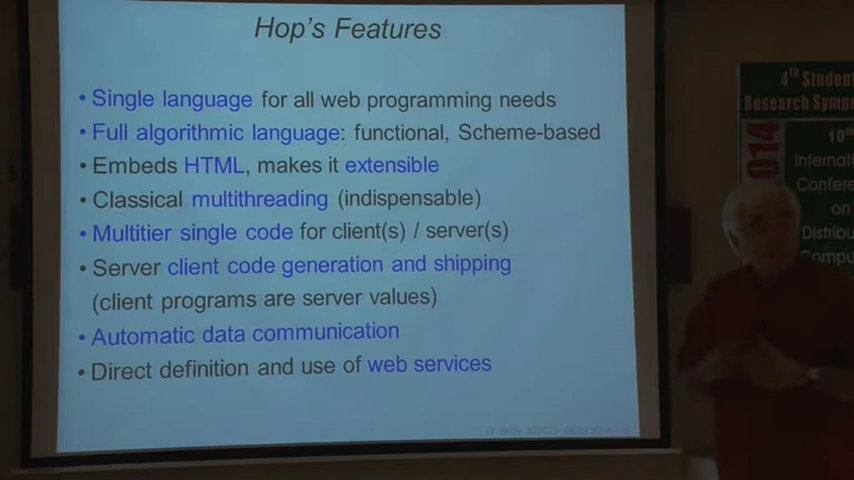 Hop's Features
• Single language for all web programming needs
• Full algorithmic language: functional, Scheme-based
• Embeds HTML, makes it extensible
• Classical multithreading (indispensable)
• Multitier single code for client(s) / server(s)
• Server client code generation and shipping
(client programs are server values)
• Automatic data communication
• Direct definition and use of web services
4th Student
Research Symp
014
10th
Internati
Confere
on
Distribu
Compu